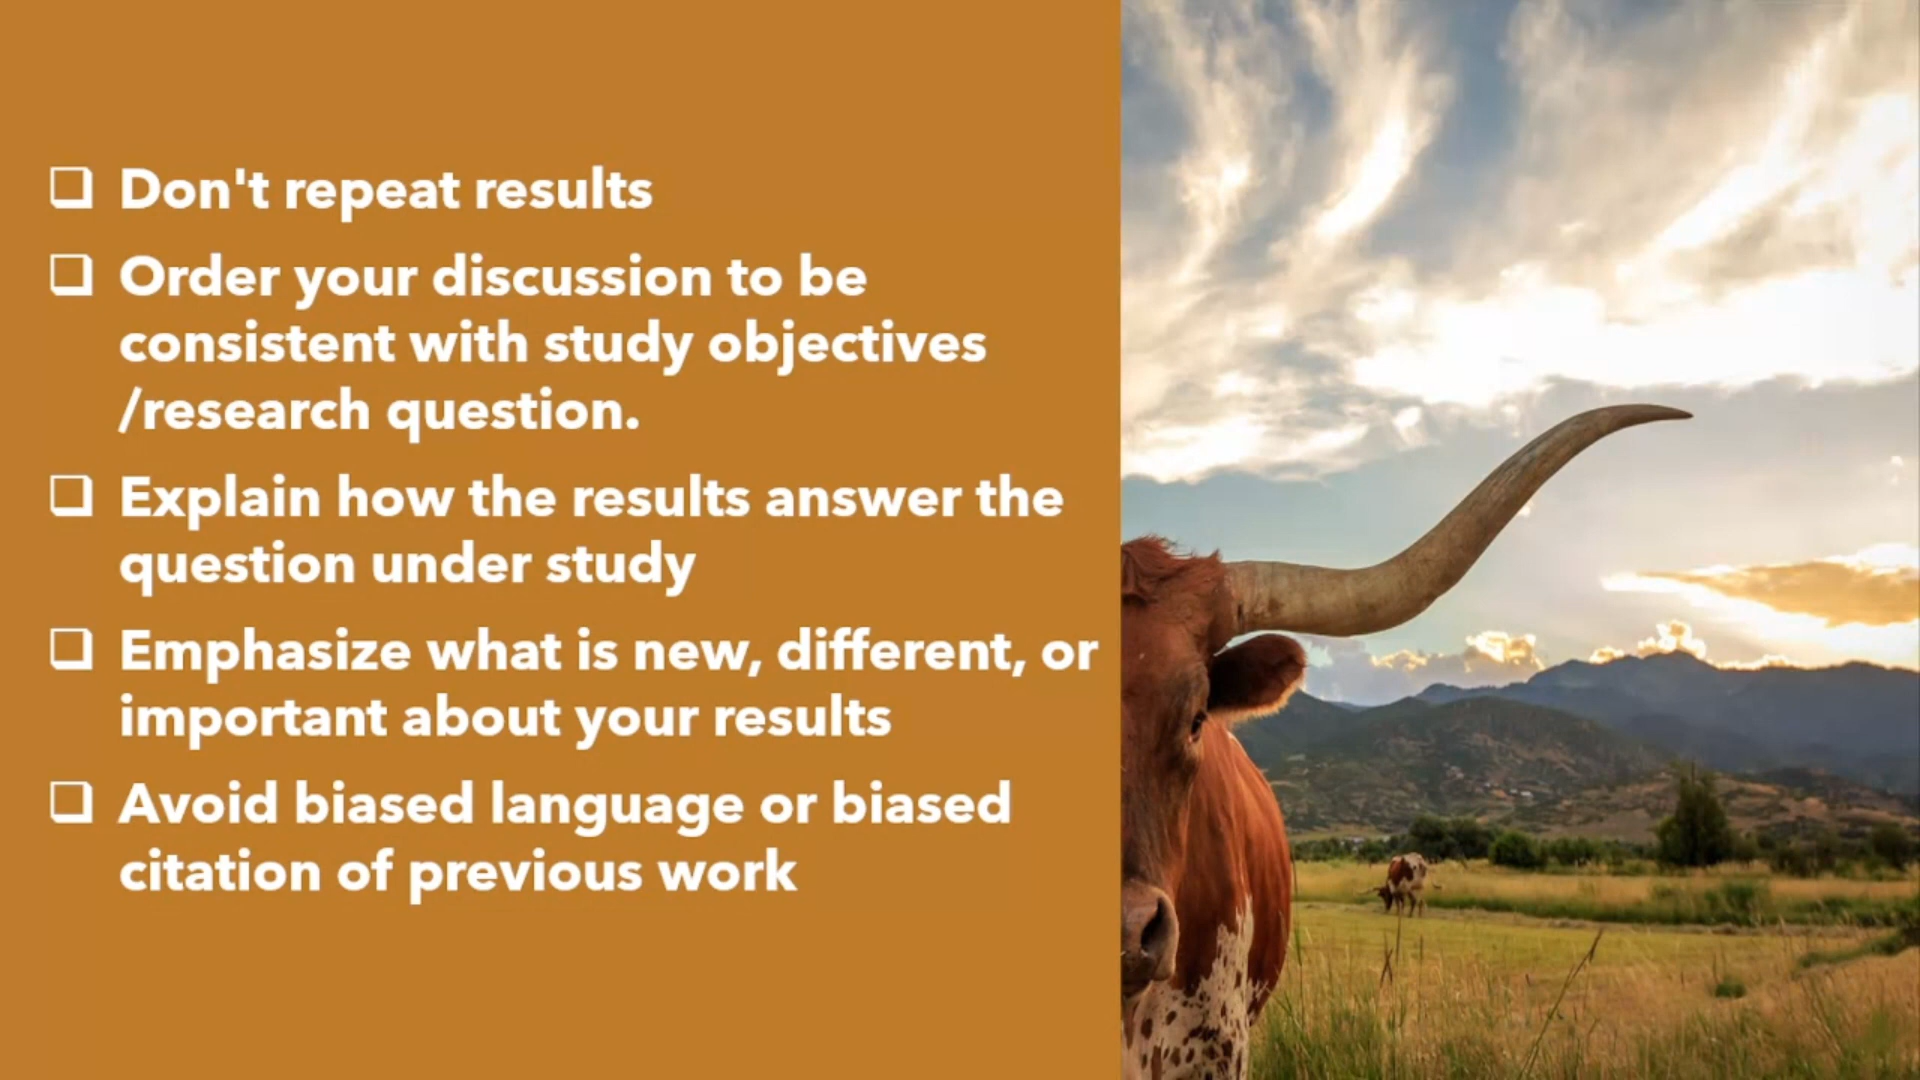 ❑ Don't repeat results
❑ Order your discussion to be
consistent with study objectives
/research question.
❑ Explain how the results answer the
question under study
❑ Emphasize what is new, different, or
important about your results
❑ Avoid biased language or biased
citation of previous work